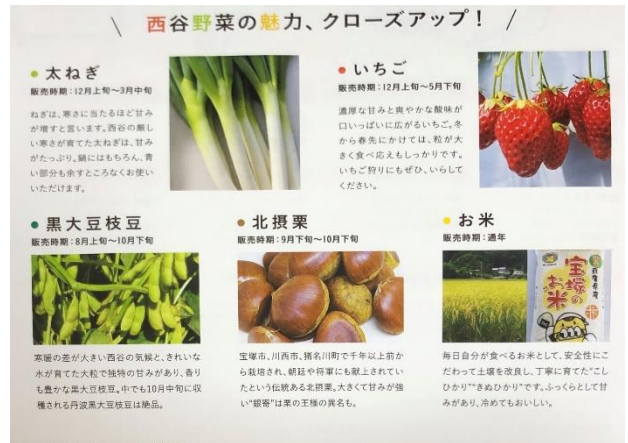 西谷野菜の魅力、クローズアップ!
太ねぎ
販売時期:12月上旬〜3月中旬
ねぎは、寒さに当たるほど甘み
が増すと言います。西谷の厳し
い寒さが育てた太ねぎは、甘み
がたっぷり。鍋にはもちろん、青
い部分も余すところなくお使い
いただけます。
いちご
販売時期:12月上旬〜5月下旬
濃厚な甘みと爽やかな酸味が
口いっぱいに広がるいちご。冬
から春先にかけては、粒が大
きく食べ応えもしっかりです。
いちご狩りにもぜひ、いらして
ください。
黒大豆枝豆
販売時期:8月上旬〜10月下旬
寒暖の差が大きい西谷の気候と、きれいな
水が育てた大粒で独特の甘みがあり、香り
も豊かな黒大豆枝豆。中でも10月中旬に収
穫される丹波黒大豆枝豆は絶品。
北摂栗
販売時期:9月下旬〜10月下旬
宝塚市、川西市、猪名川町で千年以上前か
ら栽培され、朝廷や将軍にも献上されてい
たという伝統ある北摂栗。大きくて甘みが強
い“銀寄”は栗の王様の異名も。
お米
販売時期:通年
兵庫県産
宝塚の
お米
毎日自分が食べるお米として、安全性にこ
だわって土壌を改良し、丁寧に育てた“こし
ひかり”“きぬひかり”です。ふっくらとして甘
みがあり、冷めてもおいしい。